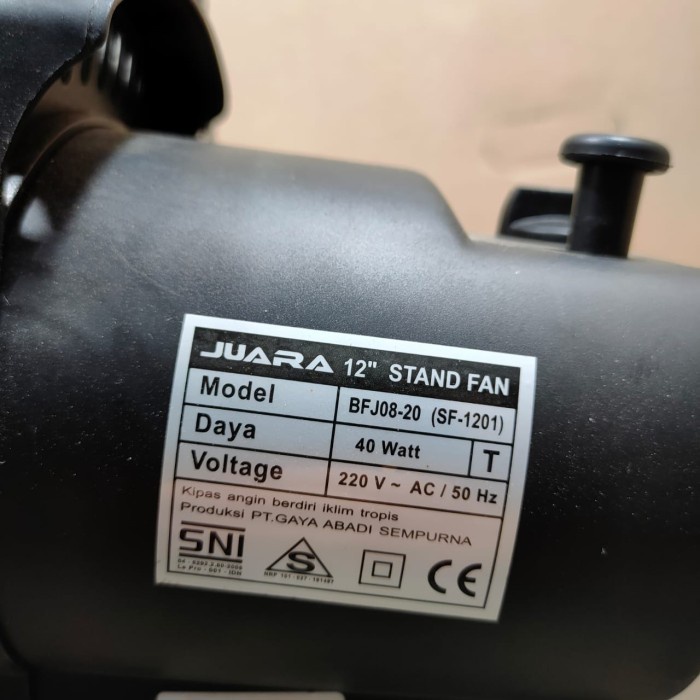 JUARA 12" STAND FAN
Model BFJ08-20 (SF-1201)
Daya 40 Watt T
Voltage 220 V ~ AC / 50 Hz
Kipas angin berdiri iklim tropis
Produksi PT.GAYA ABADI SEMPURNA
SNI S CE